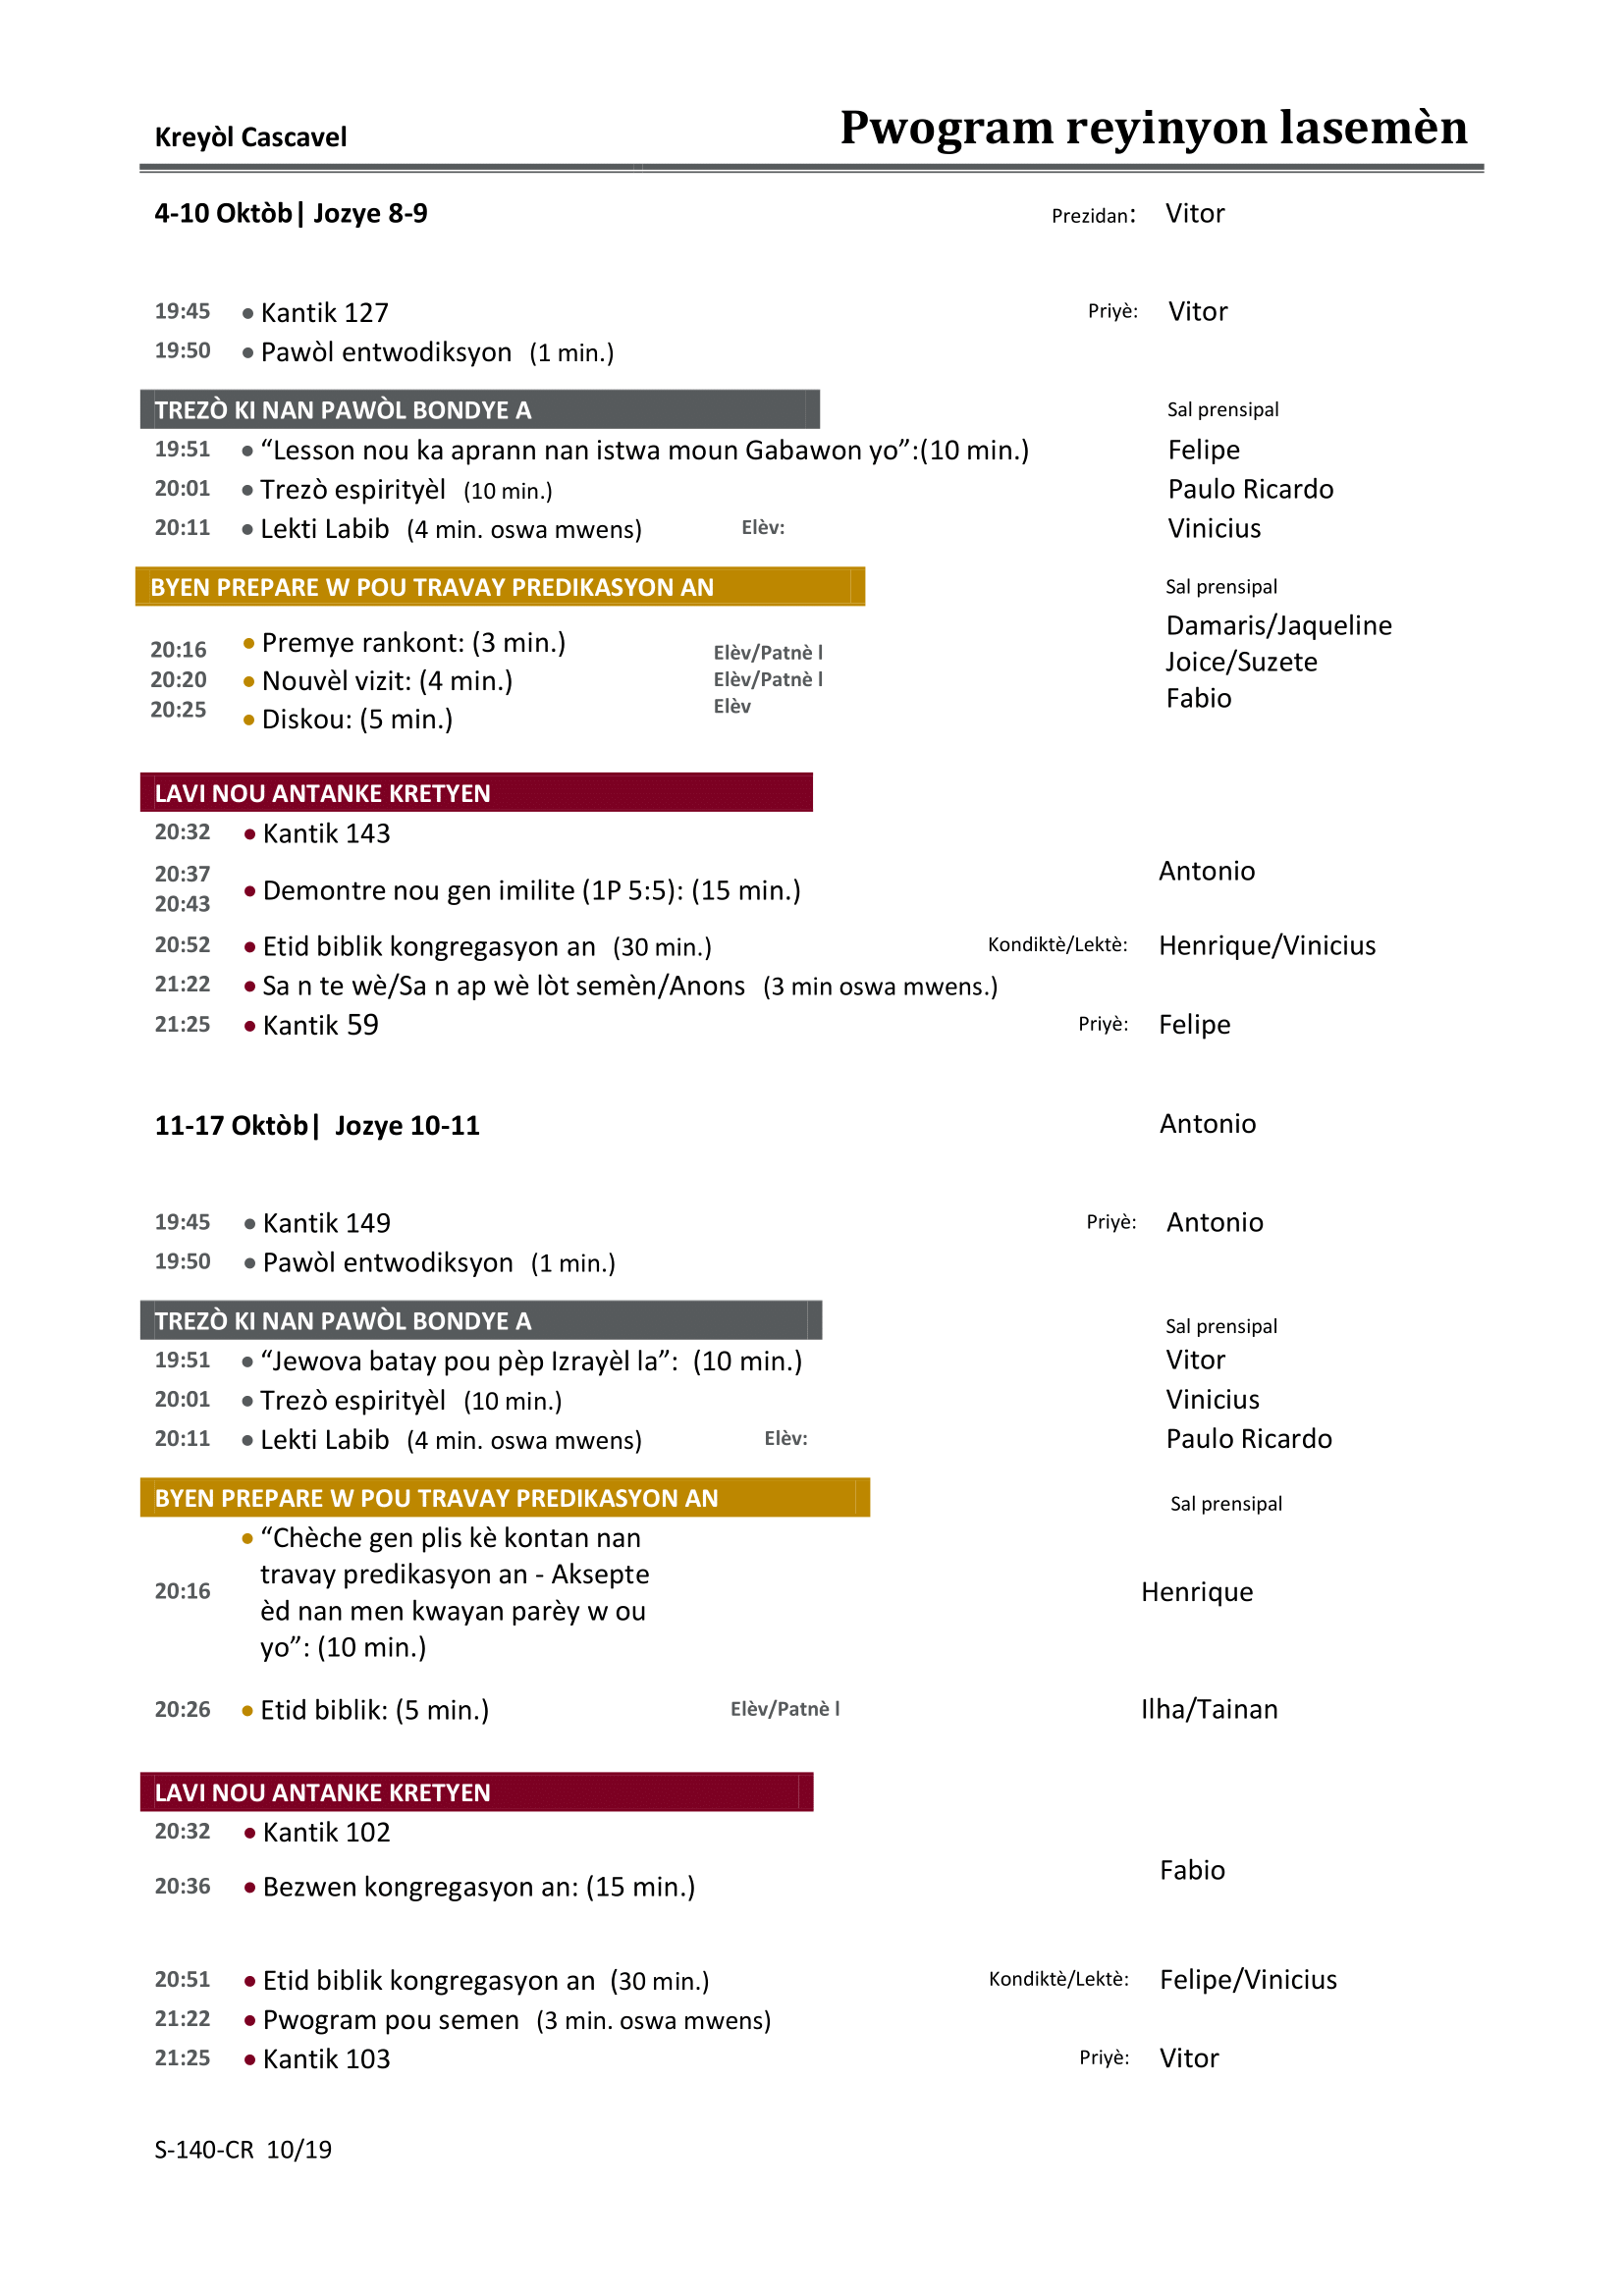 Kreyòl Cascavel Pwogram reyinyon lasemèn
4-10 Oktòb| Jozye 8-9 Prezidan: Vitor
19:45 • Kantik 127 Priyè: Vitor
19:50 • Pawòl entwodiksyon (1 min.)
TREZÒ KI NAN PAWÒL BONDYE A Sal prensipal
19:51 • “Lesson nou ka aprann nan istwa moun Gabawon yo”:(10 min.) Felipe
20:01 • Trezò espirityèl (10 min.) Paulo Ricardo
20:11 • Lekti Labib (4 min. oswa mwens) Elèv: Vinicius
BYEN PREPARE W POU TRAVAY PREDIKASYON AN Sal prensipal
20:16 • Premye rankont: (3 min.) Elèv/Patnè l Damaris/Jaqueline
20:20 • Nouvèl vizit: (4 min.) Elèv/Patnè l Joice/Suzete
20:25 • Diskou: (5 min.) Elèv Fabio
LAVI NOU ANTANKE KRETYEN
20:32 • Kantik 143
20:37 Antonio
20:43 • Demontre nou gen imilite (1P 5:5): (15 min.)
20:52 • Etid biblik kongregasyon an (30 min.) Kondiktè/Lektè: Henrique/Vinicius
21:22 • Sa n te wè/Sa n ap wè lòt semèn/Anons (3 min oswa mwens.)
21:25 • Kantik 59 Priyè: Felipe
11-17 Oktòb| Jozye 10-11 Antonio
19:45 • Kantik 149 Priyè: Antonio
19:50 • Pawòl entwodiksyon (1 min.)
TREZÒ KI NAN PAWÒL BONDYE A Sal prensipal
19:51 • “Jewova batay pou pèp Izrayèl la”: (10 min.) Vitor
20:01 • Trezò espirityèl (10 min.) Vinicius
20:11 • Lekti Labib (4 min. oswa mwens) Elèv: Paulo Ricardo
BYEN PREPARE W POU TRAVAY PREDIKASYON AN Sal prensipal
• “Chèche gen plis kè kontan nan
travay predikasyon an - Aksepte
20:16 èd nan men kwayan parèy w ou Henrique
yo”: (10 min.)
20:26 • Etid biblik: (5 min.) Elèv/Patnè l Ilha/Tainan
LAVI NOU ANTANKE KRETYEN
20:32 • Kantik 102
20:36 • Bezwen kongregasyon an: (15 min.) Fabio
20:51 • Etid biblik kongregasyon an (30 min.) Kondiktè/Lektè: Felipe/Vinicius
21:22 • Pwogram pou semen (3 min. oswa mwens)
21:25 • Kantik 103 Priyè: Vitor
S-140-CR 10/19